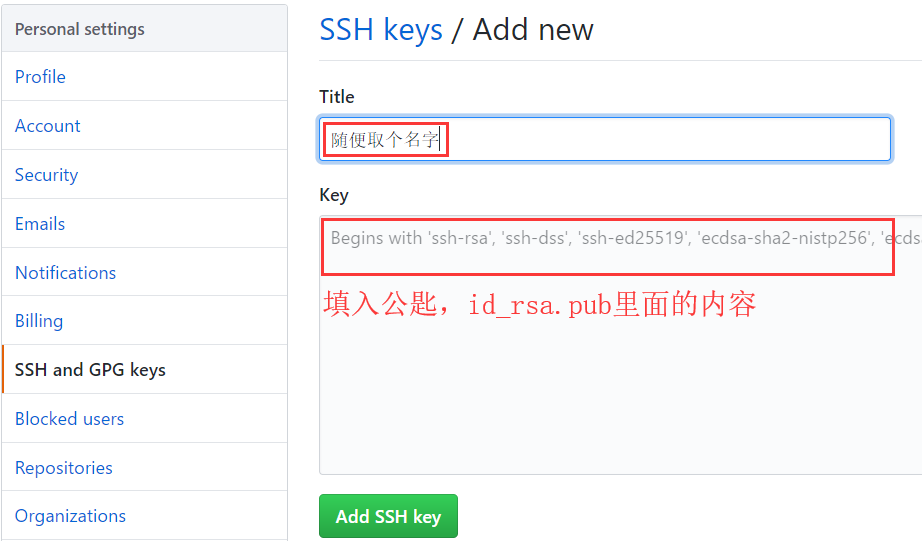 Personal settings
Profile
Account
Security
Emails
Notifications
Billing
SSH and GPG keys
Blocked users
Repositories
Organizations
SSH keys / Add new
Title
随便取个名字
Key
Begins with 'ssh-rsa', 'ssh-dss', 'ssh-ed25519', 'ecdsa-sha2-nistp256', 'ecdsa
填入公匙，id_rsa.pub里面的内容
Add SSH key